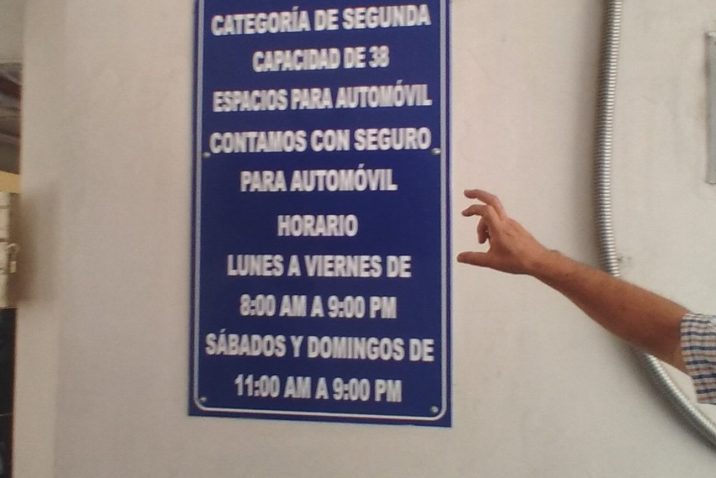 CATEGORÍA DE SEGUNDA
CAPACIDAD DE 38
ESPACIOS PARA AUTOMÓVIL
CONTAMOS CON SEGURO
PARA AUTOMÓVIL
HORARIO
LUNES A VIERNES DE
8:00 AM A 9:00 PM
SÁBADOS Y DOMINGOS DE
11:00 AM A 9:00 PM